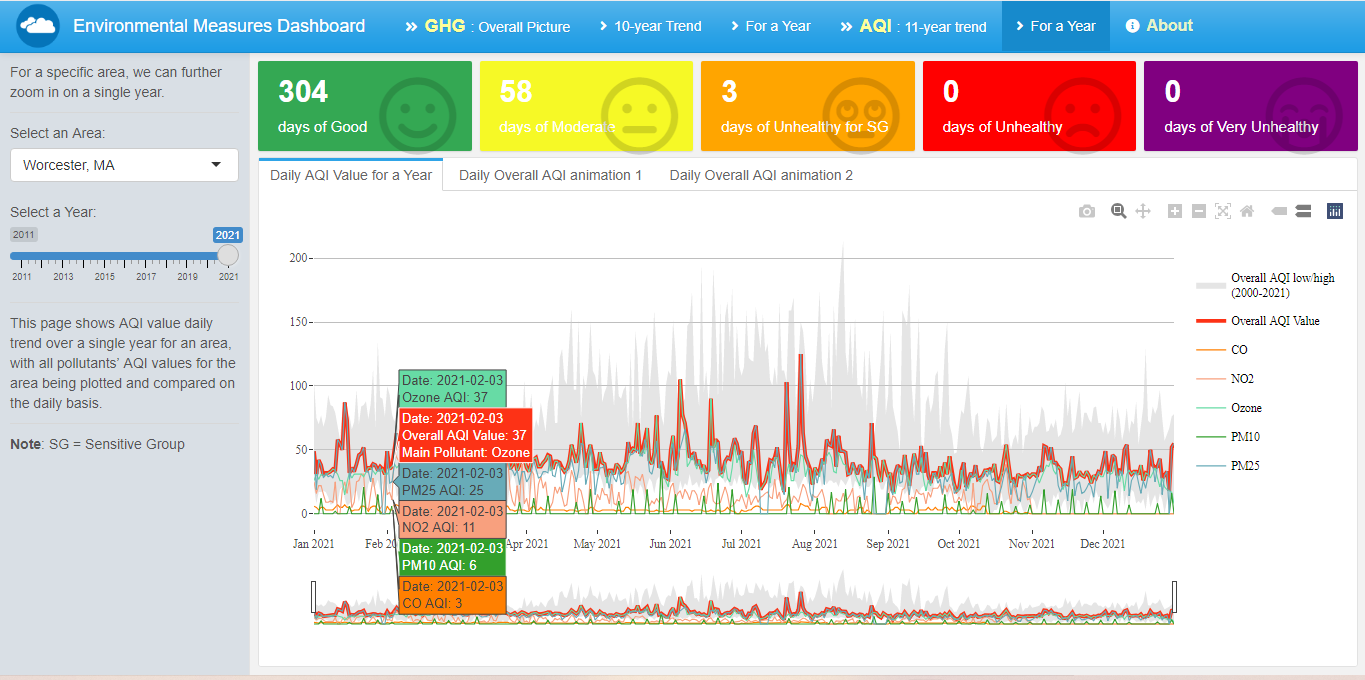 Environmental Measures Dashboard
GHG : Overall Picture
10-year Trend
For a Year
AQI : 11-year trend
For a Year
About
For a specific area, we can further
zoom in on a single year.
Select an Area:
Worcester, MA
Select a Year:
2011
2021
2011 2013 2015 2017 2019 2021
This page shows AQI value daily
trend over a single year for an area,
with all pollutants' AQI values for the
area being plotted and compared on
the daily basis.
Note: SG = Sensitive Group
304
days of Good
58
days of Moderate
3
days of Unhealthy for SG
0
days of Unhealthy
0
days of Very Unhealthy
Daily AQI Value for a Year
Daily Overall AQI animation 1
Daily Overall AQI animation 2
200
150
100
50
0
Date: 2021-02-03
Ozone AQI: 37
Date: 2021-02-03
Overall AQI Value: 37
Main Pollutant: Ozone
Date: 2021-02-03
PM25 AQI: 25
Date: 2021-02-03
NO2 AQI: 11
Date: 2021-02-03
PM10 AQI: 6
Date: 2021-02-03
CO AQI: 3
Jan 2021 Feb 2 Apr 2021 May 2021 Jun 2021 Jul 2021 Aug 2021 Sep 2021 Oct 2021 Nov 2021 Dec 2021
Overall AQI low/high
(2000-2021)
Overall AQI Value
CO
NO2
Ozone
PM10
PM25